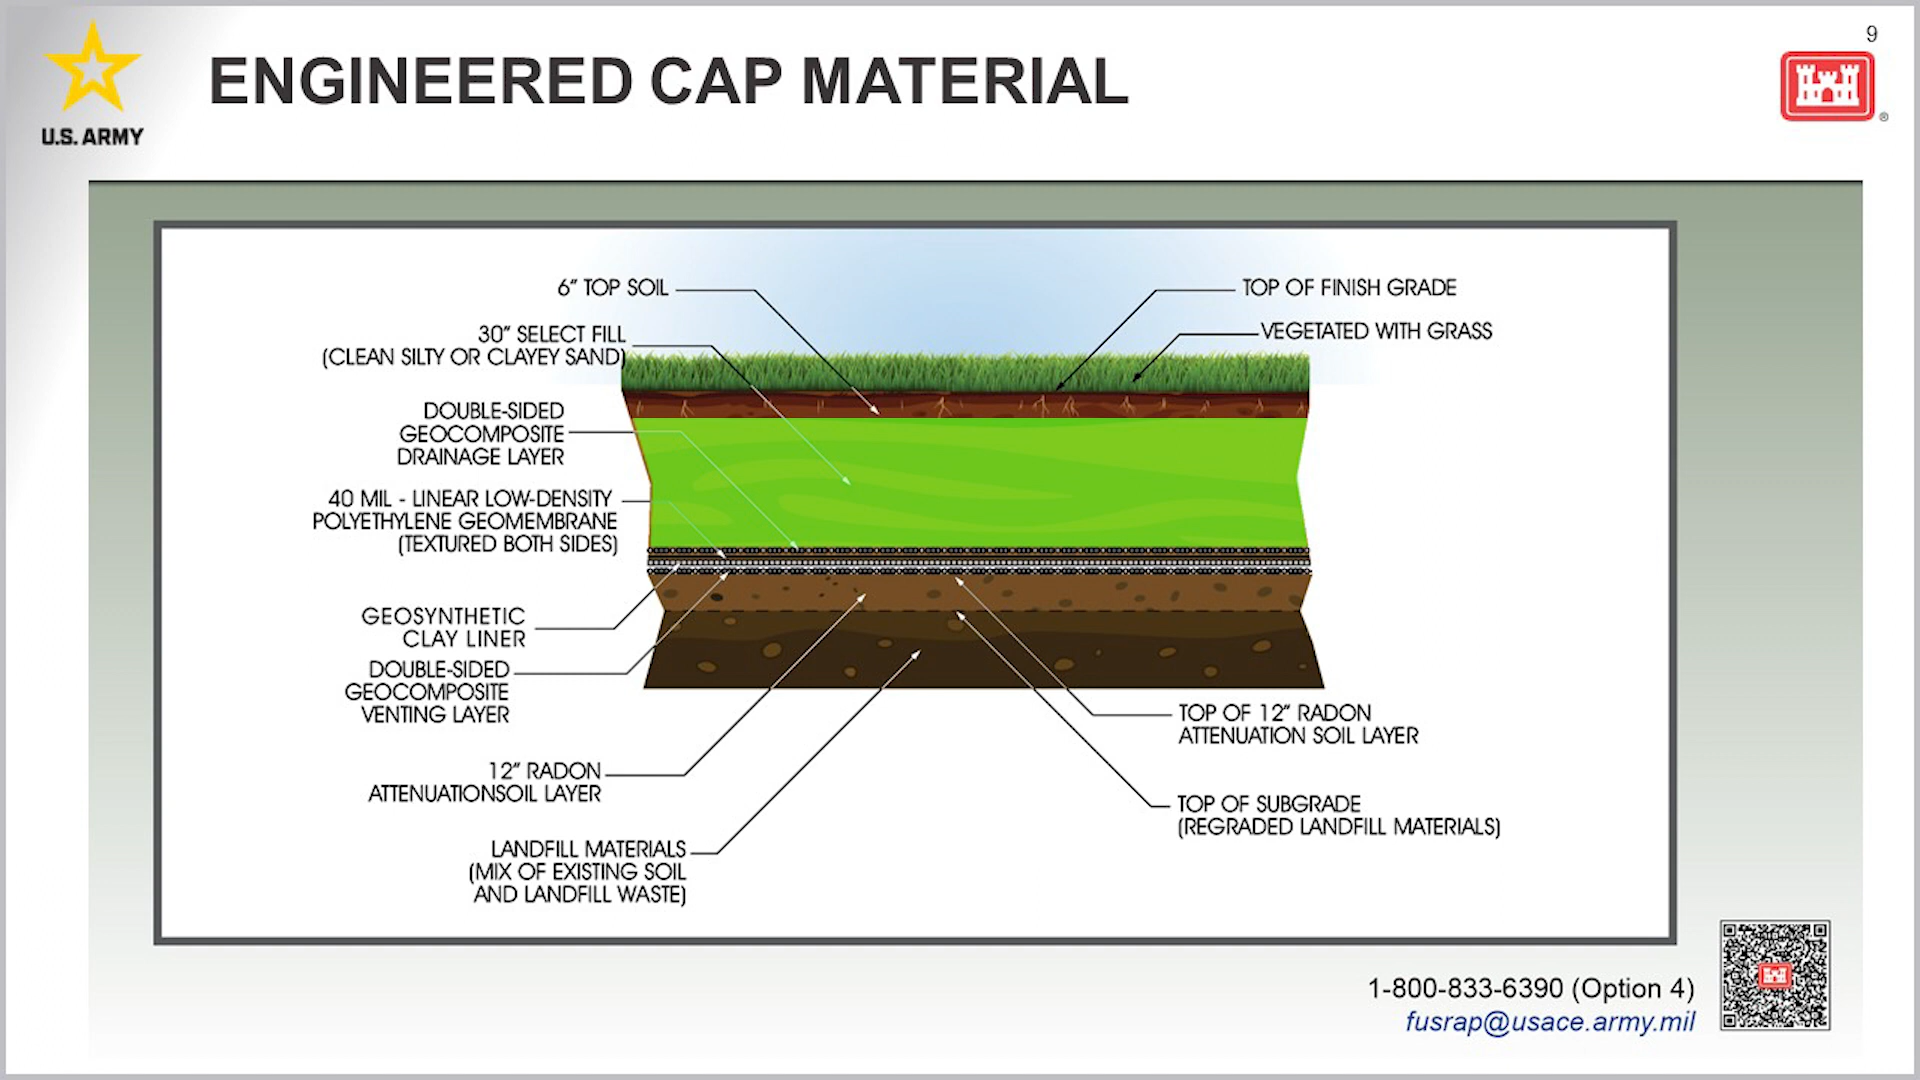 9
ENGINEERED CAP MATERIAL
U.S. ARMY
®
6” TOP SOIL
30” SELECT FILL
(CLEAN SILTY OR CLAYEY SAND)
DOUBLE-SIDED
GEOCOMPOSITE
DRAINAGE LAYER
40 MIL - LINEAR LOW-DENSITY
POLYETHYLENE GEOMEMBRANE
(TEXTURED BOTH SIDES)
GEOSYNTHETIC
CLAY LINER
DOUBLE-SIDED
GEOCOMPOSITE
VENTING LAYER
12” RADON
ATTENUATIONSOIL LAYER
LANDFILL MATERIALS
(MIX OF EXISTING SOIL
AND LANDFILL WASTE)
TOP OF FINISH GRADE
VEGETATED WITH GRASS
TOP OF 12” RADON
ATTENUATION SOIL LAYER
TOP OF SUBGRADE
(REGRADED LANDFILL MATERIALS)
1-800-833-6390 (Option 4)
fusrap@usace.army.mil